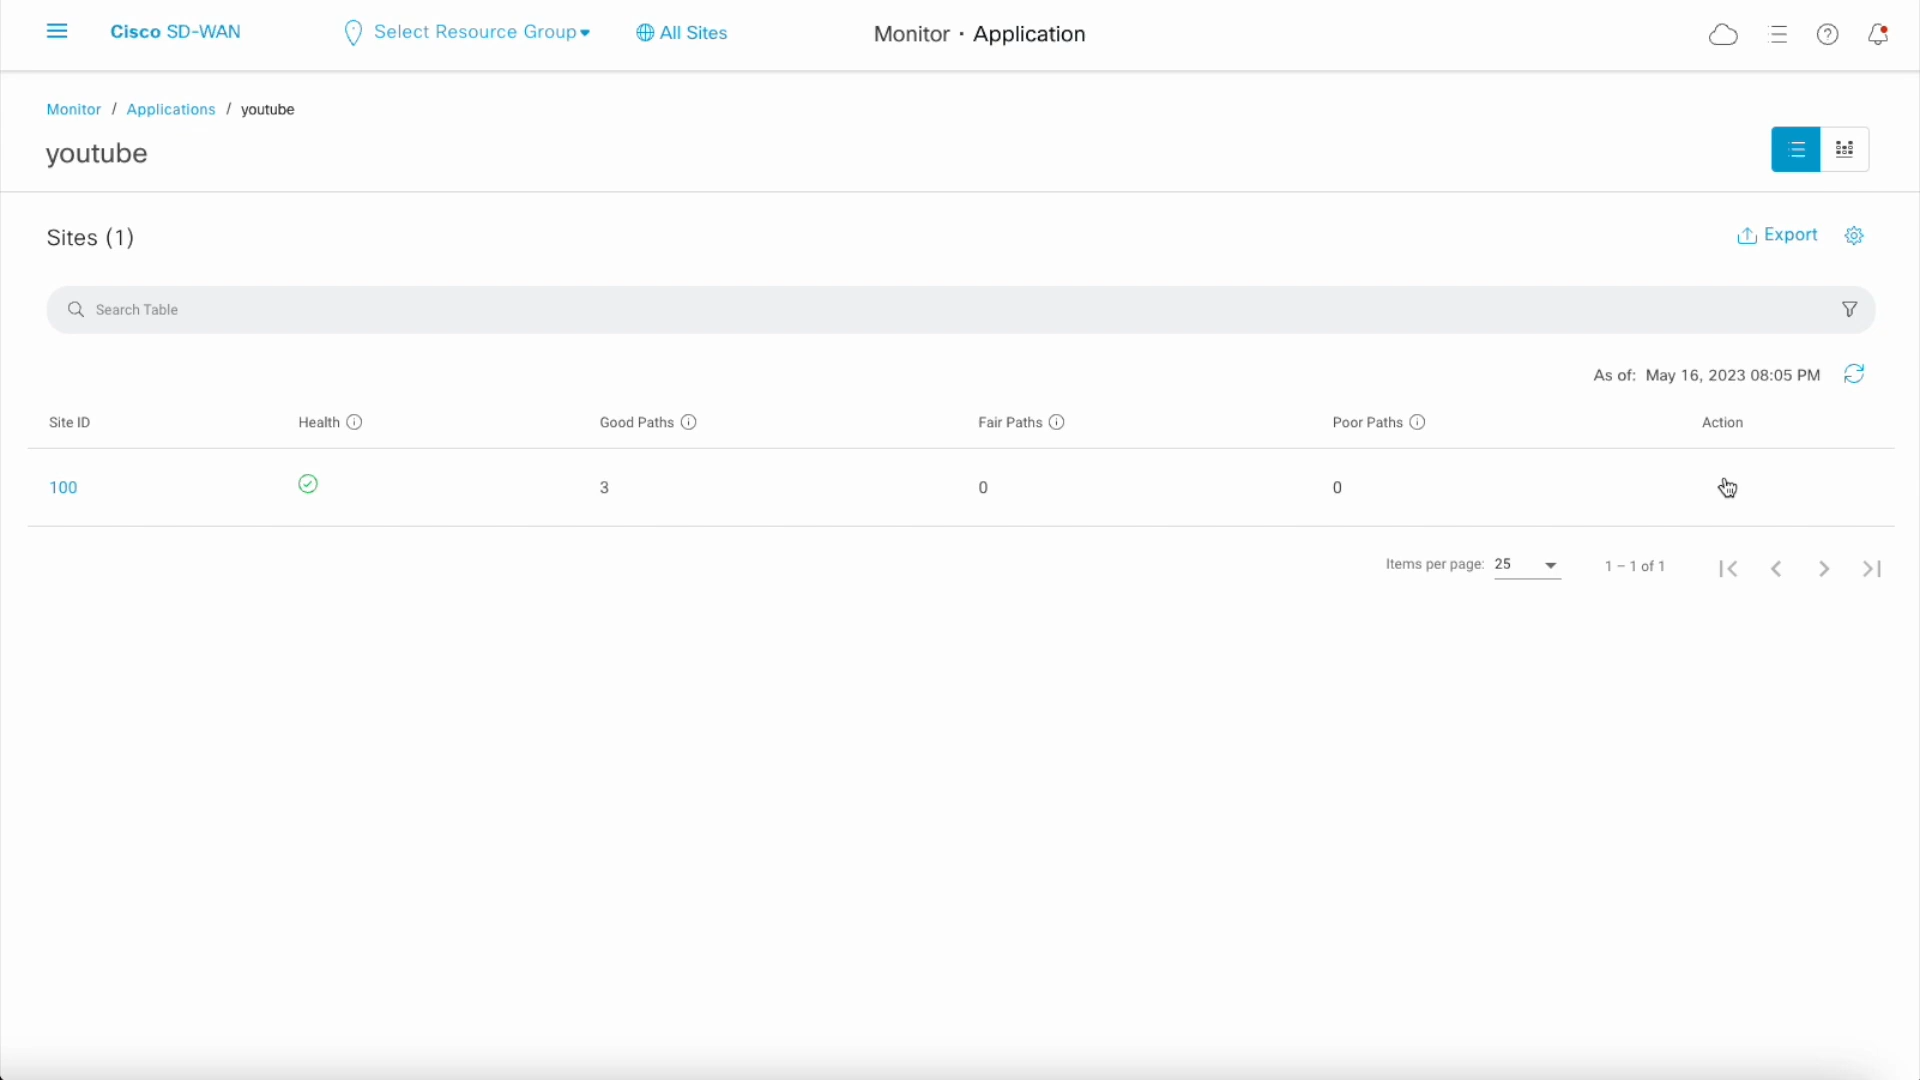 Cisco SD-WAN
Select Resource Group
All Sites
Monitor · Application
Monitor / Applications / youtube
youtube
Sites (1)
Export
Search Table
As of: May 16, 2023 08:05 PM
Site ID Health Good Paths Fair Paths Poor Paths Action
100 3 0 0
Items per page: 25 1 – 1 of 1